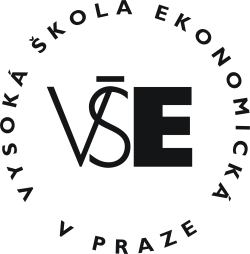 VYSOKÁ ŠKOLA EKONOMICKÁ
VŠE
V PRAZE